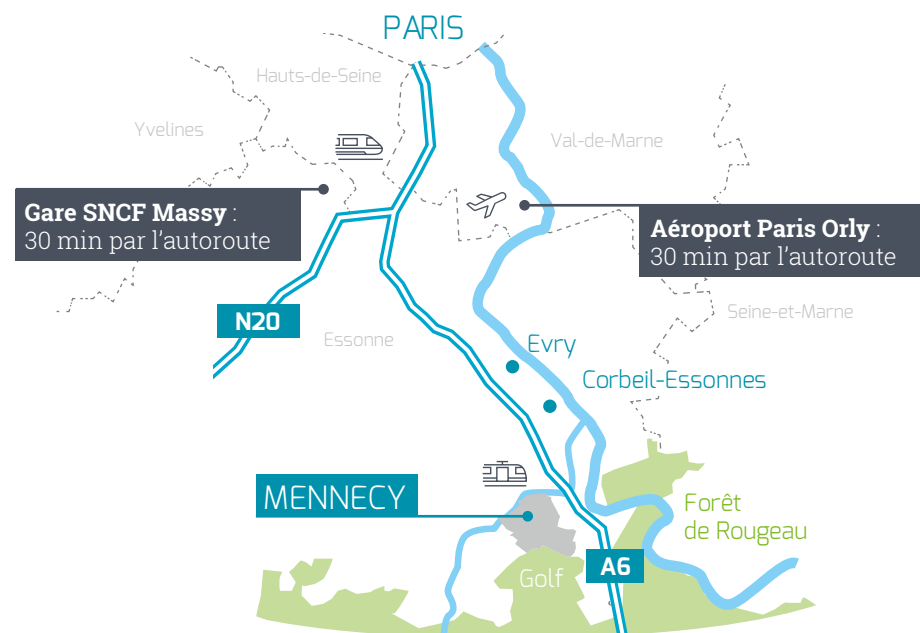 PARIS
Hauts-de-Seine
Yvelines
Val-de-Marne
Gare SNCF Massy :
30 min par l’autoroute
Aéroport Paris Orly :
30 min par l’autoroute
N20
Seine-et-Marne
Essonne
Evry
Corbeil-Essonnes
MENNECY
Forêt
de Rougeau
A6
Golf